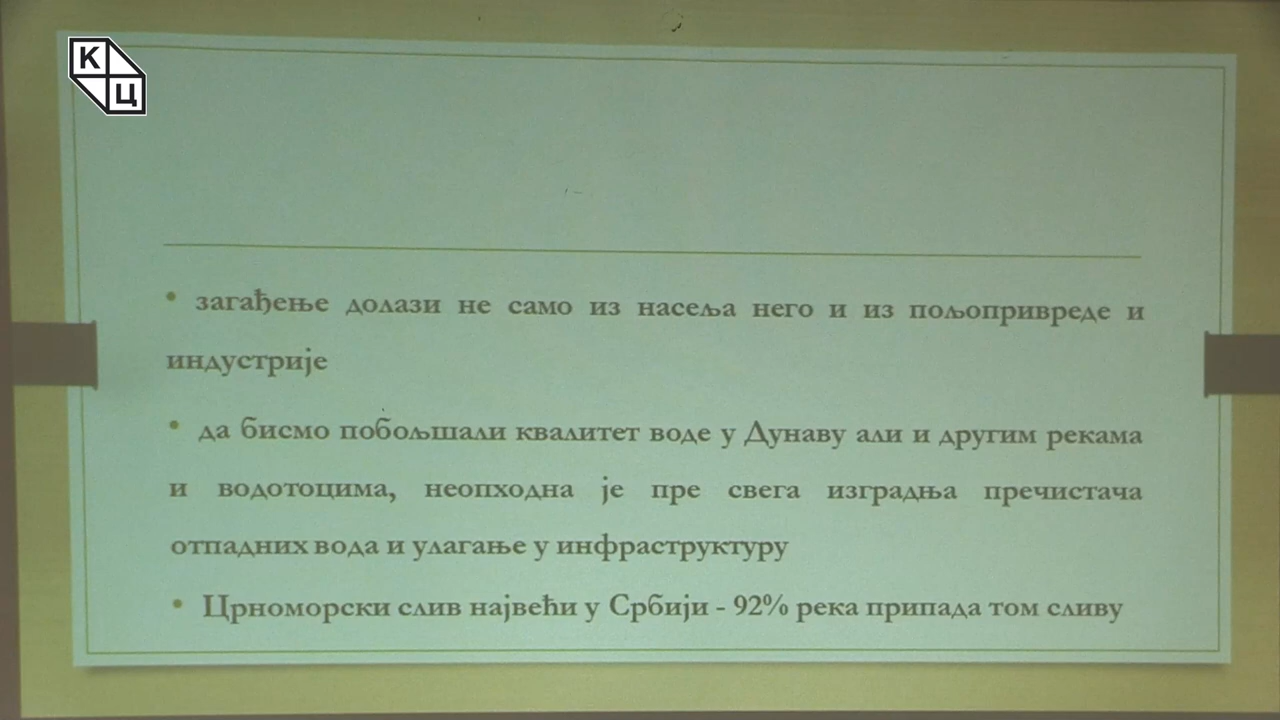 К
Ц
• загађење долази не само из насеља него и из пољопривреде и
индустрије
• да бисмо побољшали квалитет воде у Дунаву али и другим рекама
и водотоцима, неопходна је пре свега изградња пречистача
отпадних вода и улагање у инфраструктуру
• Црноморски слив највећи у Србији - 92% река припада том сливу